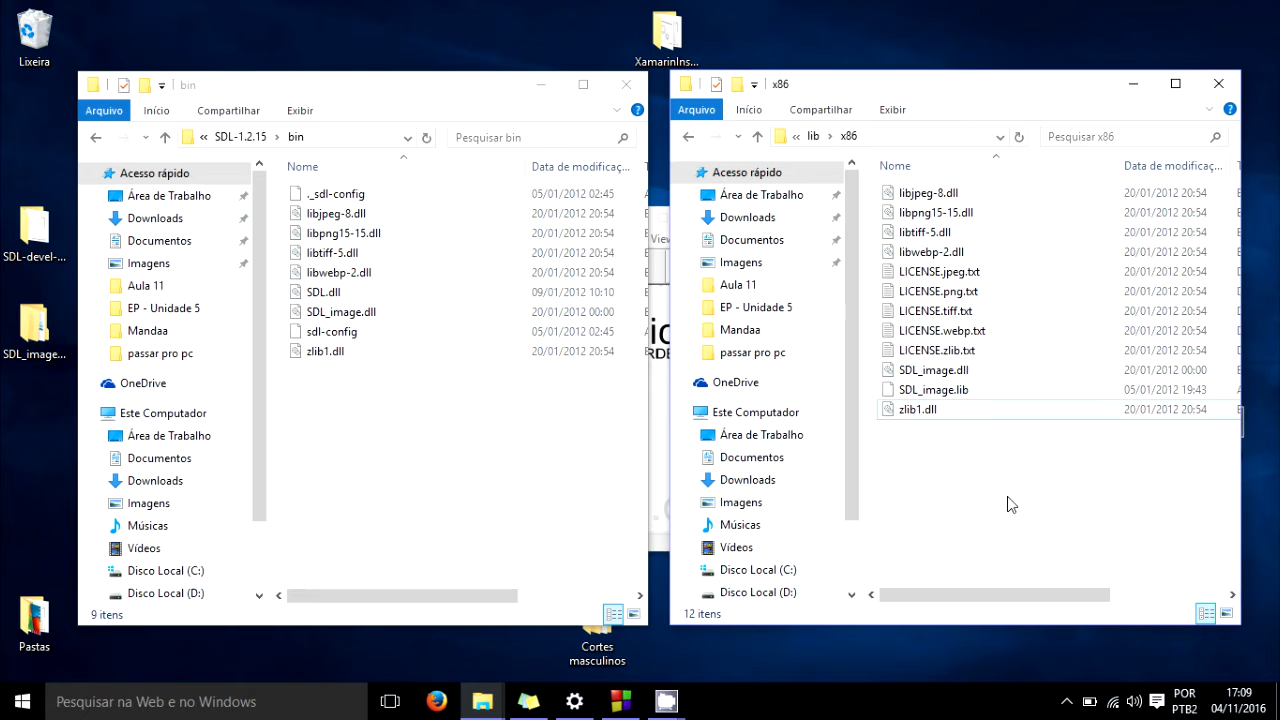 Lixeira
XamarinIns...
SDL-devel-...
SDL_image...
Pastas
Cortes
masculinos
bin
Arquivo
Início
Compartilhar
Exibir
« SDL-1.2.15 › bin
Pesquisar bin
Acesso rápido
Área de Trabalho
Downloads
Documentos
Imagens
Aula 11
EP - Unidade 5
Mandaa
passar pro pc
OneDrive
Este Computador
Área de Trabalho
Documentos
Downloads
Imagens
Músicas
Vídeos
Disco Local (C:)
Disco Local (D:)
Nome Data de modificaç...
._sdl-config 05/01/2012 02:45
libjpeg-8.dll 20/01/2012 20:54
libpng15-15.dll 20/01/2012 20:54
libtiff-5.dll 20/01/2012 20:54
libwebp-2.dll 20/01/2012 20:54
SDL.dll 09/01/2012 10:10
SDL_image.dll 20/01/2012 00:00
sdl-config 05/01/2012 02:45
zlib1.dll 20/01/2012 20:54
9 itens
View
x86
Arquivo
Início
Compartilhar
Exibir
« lib › x86
Pesquisar x86
Acesso rápido
Área de Trabalho
Downloads
Documentos
Imagens
Aula 11
EP - Unidade 5
Mandaa
passar pro pc
OneDrive
Este Computador
Área de Trabalho
Documentos
Downloads
Imagens
Músicas
Vídeos
Disco Local (C:)
Disco Local (D:)
Nome Data de modificaç...
libjpeg-8.dll 20/01/2012 20:54
libpng15-15.dll 20/01/2012 20:54
libtiff-5.dll 20/01/2012 20:54
libwebp-2.dll 20/01/2012 20:54
LICENSE.jpeg.txt 20/01/2012 20:54
LICENSE.png.txt 20/01/2012 20:54
LICENSE.tiff.txt 20/01/2012 20:54
LICENSE.webp.txt 20/01/2012 20:54
LICENSE.zlib.txt 20/01/2012 20:54
SDL_image.dll 20/01/2012 00:00
SDL_image.lib 05/01/2012 19:43
zlib1.dll 20/01/2012 20:54
12 itens
Pesquisar na Web e no Windows
POR
PTB2
17:09
04/11/2016